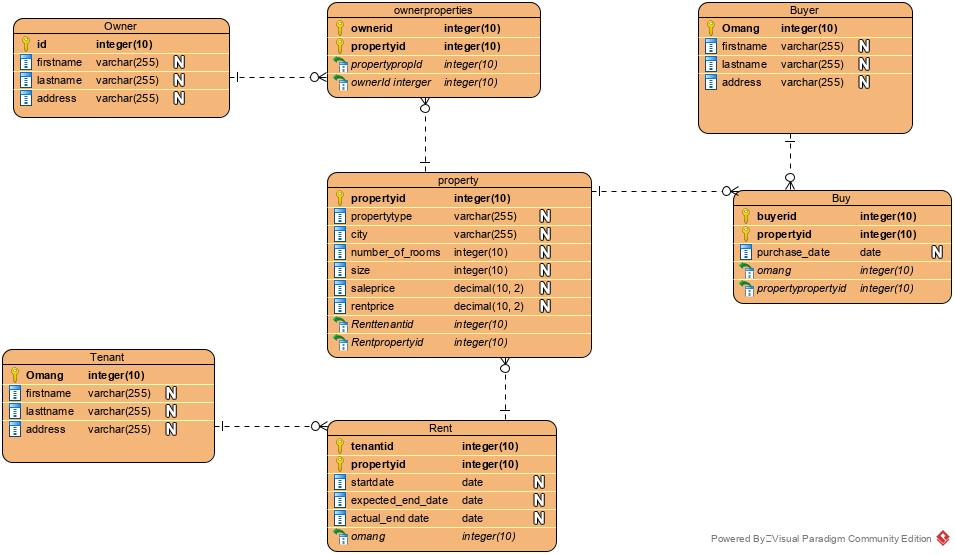 Owner
id integer(10)
firstname varchar(255) N
lastname varchar(255) N
address varchar(255) N
ownerproperties
ownerid integer(10)
propertyid integer(10)
propertypropId integer(10)
ownerId interger integer(10)
Buyer
Omang integer(10)
firstname varchar(255) N
lastname varchar(255) N
address varchar(255) N
property
propertyid integer(10)
propertytype varchar(255) N
city varchar(255) N
number_of_rooms integer(10) N
size integer(10) N
saleprice decimal(10, 2) N
rentprice decimal(10, 2) N
Renttenantid integer(10)
Rentpropertyid integer(10)
Buy
buyerid integer(10)
propertyid integer(10)
purchase_date date N
omang integer(10)
propertypropertyid integer(10)
Tenant
Omang integer(10)
firstname varchar(255) N
lasttname varchar(255) N
address varchar(255) N
Rent
tenantid integer(10)
propertyid integer(10)
startdate date N
expected_end_date date N
actual_end date date N
omang integer(10)
Powered By Visual Paradigm Community Edition